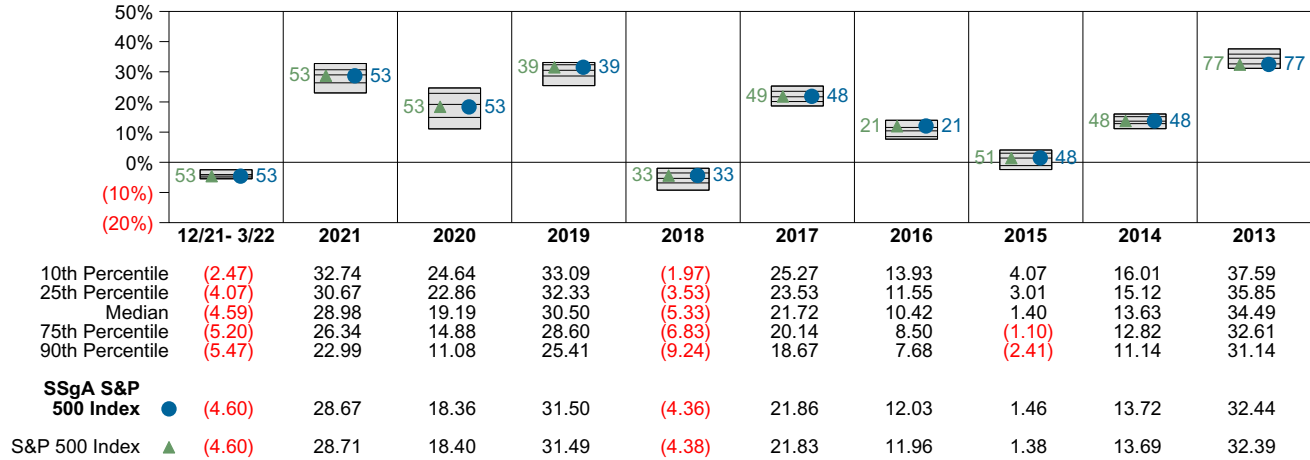 50%
40%
30%
20%
10%
0%
(10%)
(20%)
53 53
53 53
53 53
39 39
33 33
49 48
21 21
51 48
48 48
77 77
12/21- 3/22 2021 2020 2019 2018 2017 2016 2015 2014 2013
10th Percentile (2.47) 32.74 24.64 33.09 (1.97) 25.27 13.93 4.07 16.01 37.59
25th Percentile (4.07) 30.67 22.86 32.33 (3.53) 23.53 11.55 3.01 15.12 35.85
Median (4.59) 28.98 19.19 30.50 (5.33) 21.72 10.42 1.40 13.63 34.49
75th Percentile (5.20) 26.34 14.88 28.60 (6.83) 20.14 8.50 (1.10) 12.82 32.61
90th Percentile (5.47) 22.99 11.08 25.41 (9.24) 18.67 7.68 (2.41) 11.14 31.14
SSgA S&P
500 Index (4.60) 28.67 18.36 31.50 (4.36) 21.86 12.03 1.46 13.72 32.44
S&P 500 Index (4.60) 28.71 18.40 31.49 (4.38) 21.83 11.96 1.38 13.69 32.39